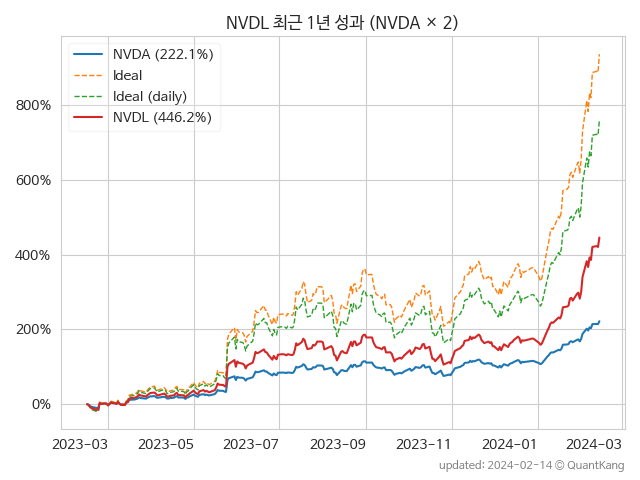 NVDL 최근 1년 성과 (NVDA × 2)
NVDA (222.1%)
Ideal
Ideal (daily)
NVDL (446.2%)
800%
600%
400%
200%
0%
2023-03 2023-05 2023-07 2023-09 2023-11 2024-01 2024-03
updated: 2024-02-14 © QuantKang